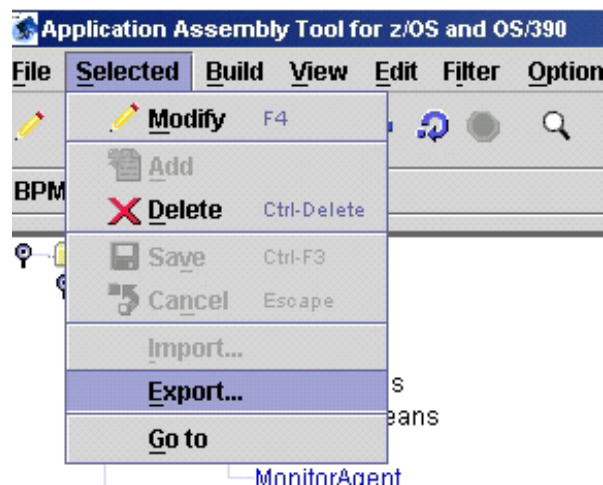 Application Assembly Tool for z/OS and OS/390
File Selected Build View Edit Filter Option
Modify F4
Add
BPM
Delete Ctrl-Delete
Save Ctrl-F3
Cancel Escape
Import...
Export...
s
eans
Go to
MonitorAgent